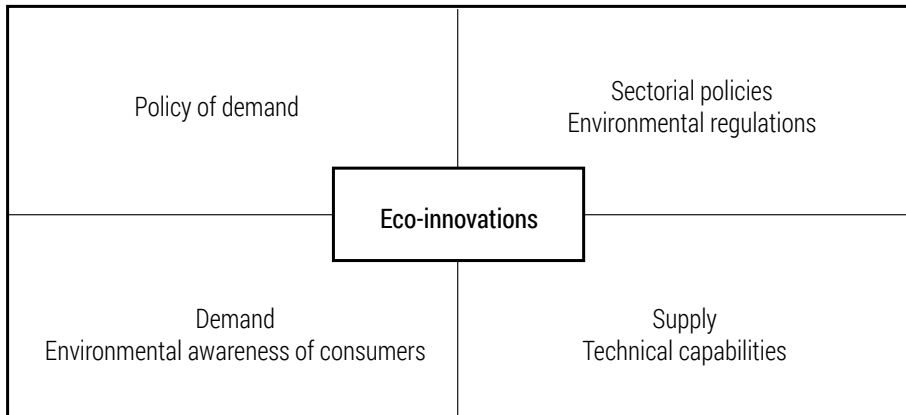 Policy of demand
Sectorial policies
Environmental regulations
Eco-innovations
Demand
Environmental awareness of consumers
Supply
Technical capabilities